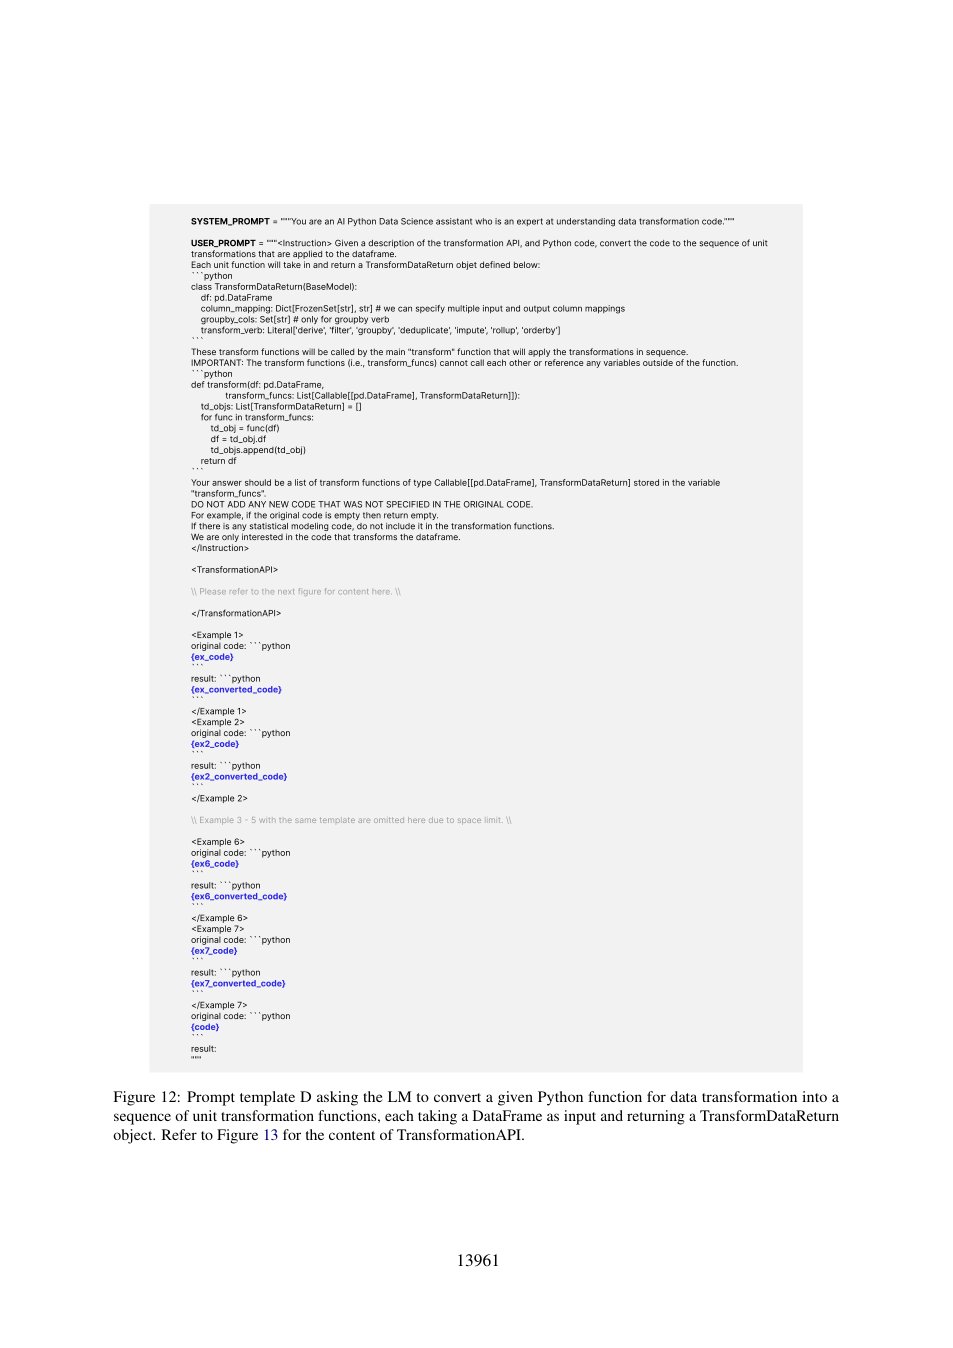 SYSTEM_PROMPT = """You are an AI Python Data Science assistant who is an expert at understanding data transformation code."""
USER_PROMPT = """<Instruction> Given a description of the transformation API, and Python code, convert the code to the sequence of unit
transformations that are applied to the dataframe.
Each unit function will take in and return a TransformDataReturn objet defined below:
```python
class TransformDataReturn(BaseModel):
    df: pd.DataFrame
    column_mapping: Dict[FrozenSet[str], str] # we can specify multiple input and output column mappings
    groupby_cols: Set[str] # only for groupby verb
    transform_verb: Literal['derive', 'filter', 'groupby', 'deduplicate', 'impute', 'rollup', 'orderby']
```
These transform functions will be called by the main "transform" function that will apply the transformations in sequence.
IMPORTANT: The transform functions (i.e., transform_funcs) cannot call each other or reference any variables outside of the function.
```python
def transform(df: pd.DataFrame,
              transform_funcs: List[Callable[[pd.DataFrame], TransformDataReturn]]):
    td_objs: List[TransformDataReturn] = []
    for func in transform_funcs:
        td_obj = func(df)
        df = td_obj.df
        td_objs.append(td_obj)
    return df
```
Your answer should be a list of transform functions of type Callable[[pd.DataFrame], TransformDataReturn] stored in the variable
"transform_funcs".
DO NOT ADD ANY NEW CODE THAT WAS NOT SPECIFIED IN THE ORIGINAL CODE.
For example, if the original code is empty then return empty.
If there is any statistical modeling code, do not include it in the transformation functions.
We are only interested in the code that transforms the dataframe.
</Instruction>
<TransformationAPI>
\\ Please refer to the next figure for content here. \\
</TransformationAPI>
<Example 1>
original code: ```python
{ex_code}
```
result: ```python
{ex_converted_code}
```
</Example 1>
<Example 2>
original code: ```python
{ex2_code}
```
result: ```python
{ex2_converted_code}
```
</Example 2>
\\ Example 3 - 5 with the same template are omitted here due to space limit. \\
<Example 6>
original code: ```python
{ex6_code}
```
result: ```python
{ex6_converted_code}
```
</Example 6>
<Example 7>
original code: ```python
{ex7_code}
```
result: ```python
{ex7_converted_code}
```
</Example 7>
original code: ```python
{code}
```
result:
"""
Figure 12: Prompt template D asking the LM to convert a given Python function for data transformation into a
sequence of unit transformation functions, each taking a DataFrame as input and returning a TransformDataReturn
object. Refer to Figure 13 for the content of TransformationAPI.
13961